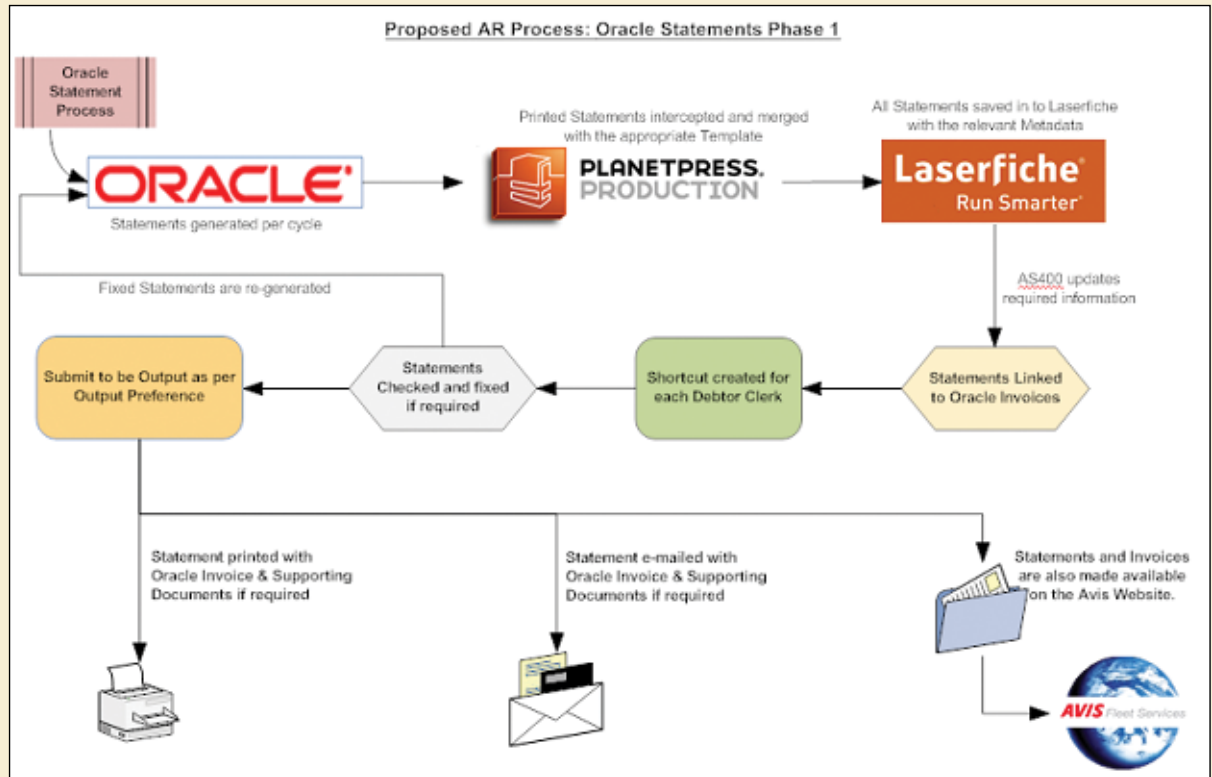 Proposed AR Process: Oracle Statements Phase 1
Oracle
Statement
Process
Printed Statements intercepted and merged
with the appropriate Template
All Statements saved in to Laserfiche
with the relevant Metadata
ORACLE
PLANETPRESS.
PRODUCTION
Laserfiche®
Run Smarter®
Statements generated per cycle
Fixed Statements are re-generated
AS400 updates
required information
Submit to be Output as per
Output Preference
Statements
Checked and fixed
if required
Shortcut created for
each Debtor Clerk
Statements Linked
to Oracle Invoices
Statement printed with
Oracle Invoice & Supporting
Documents if required
Statement e-mailed with
Oracle Invoice & Supporting
Documents if required
Statements and Invoices
are also made available
on the Avis Website.
AVIS Fleet Services